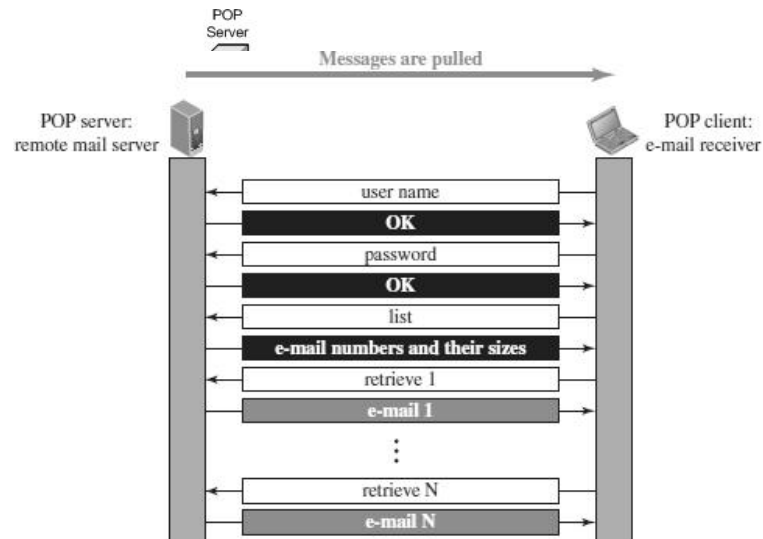 POP
Server
Messages are pulled
POP server:
remote mail server
POP client:
e-mail receiver
user name
OK
password
OK
list
e-mail numbers and their sizes
retrieve 1
e-mail 1
retrieve N
e-mail N